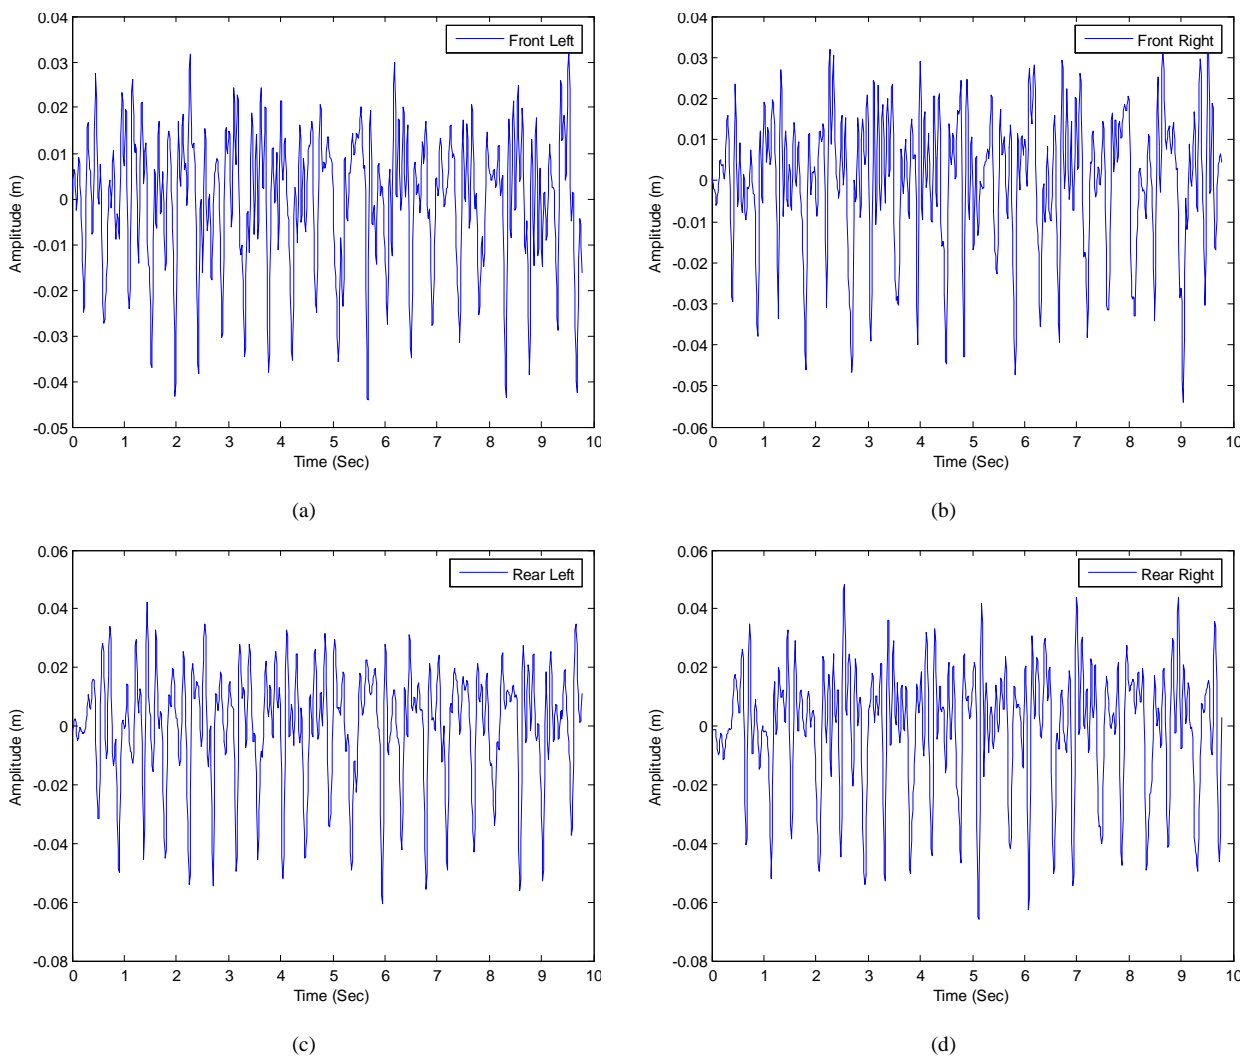 0.04
0.03
0.02
0.01
0
-0.01
-0.02
-0.03
-0.04
-0.05
Amplitude (m)
Front Left
0 1 2 3 4 5 6 7 8 9 10
Time (Sec)
(a)
0.04
0.03
0.02
0.01
0
-0.01
-0.02
-0.03
-0.04
-0.05
-0.06
Amplitude (m)
Front Right
0 1 2 3 4 5 6 7 8 9 10
Time (Sec)
(b)
0.06
0.04
0.02
0
-0.02
-0.04
-0.06
-0.08
Amplitude (m)
Rear Left
0 1 2 3 4 5 6 7 8 9 10
Time (Sec)
(c)
0.06
0.04
0.02
0
-0.02
-0.04
-0.06
-0.08
Amplitude (m)
Rear Right
0 1 2 3 4 5 6 7 8 9 10
Time (Sec)
(d)